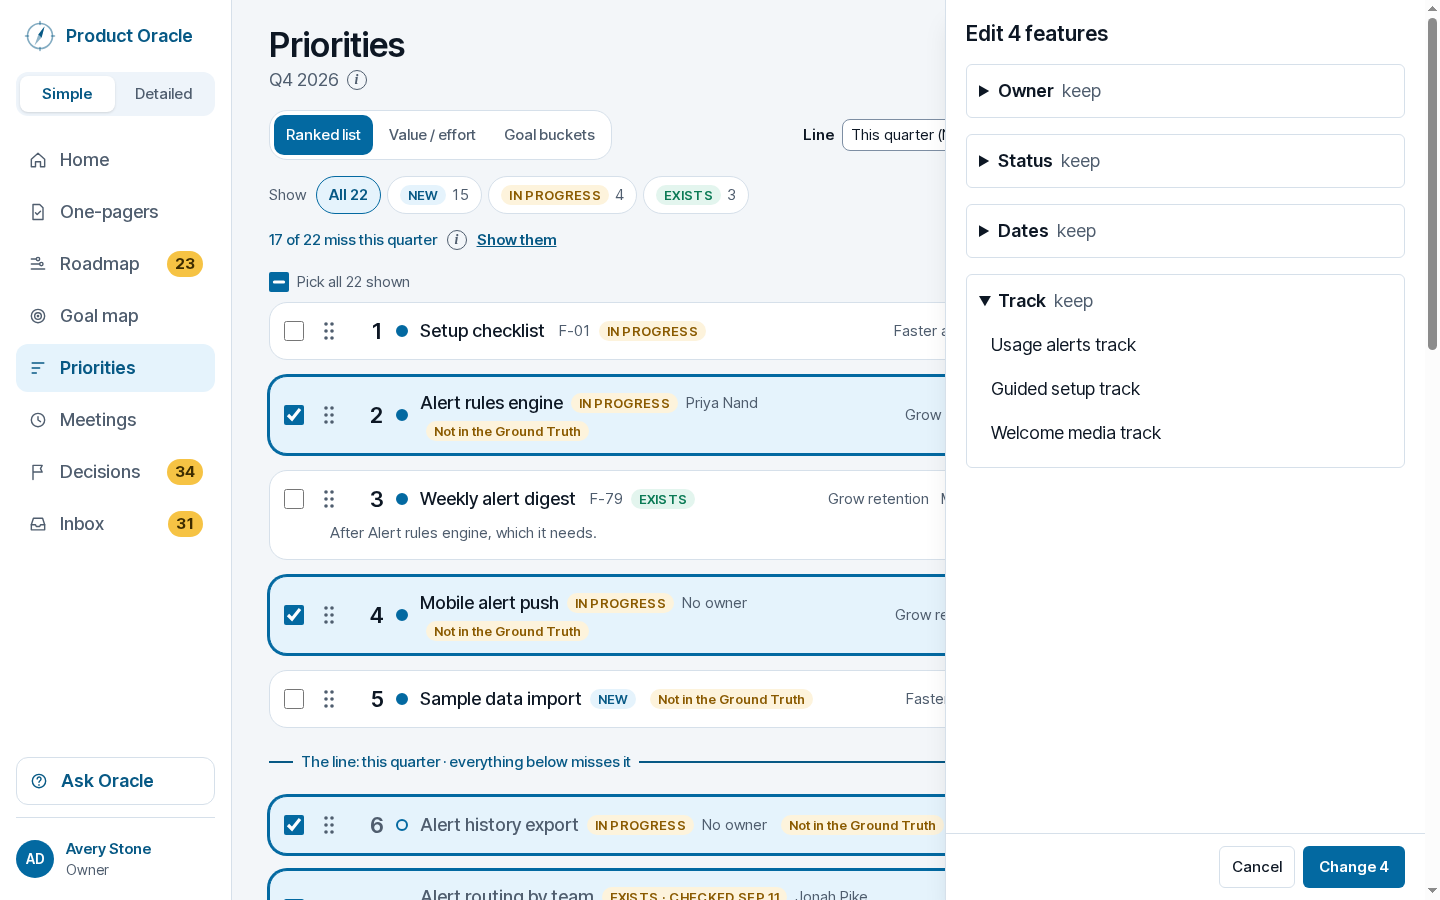 Product Oracle
Simple
Detailed
Home
One-pagers
Roadmap 23
Goal map
Priorities
Meetings
Decisions 34
Inbox 31
Ask Oracle
AD
Avery Stone
Owner
Priorities
Q4 2026 i
Ranked list
Value / effort
Goal buckets
Line This quarter (
Show All 22 NEW 15 IN PROGRESS 4 EXISTS 3
17 of 22 miss this quarter i Show them
Pick all 22 shown
1 Setup checklist F-01 IN PROGRESS Faster
2 Alert rules engine IN PROGRESS Priya Nand Grow
Not in the Ground Truth
3 Weekly alert digest F-79 EXISTS Grow retention
After Alert rules engine, which it needs.
4 Mobile alert push IN PROGRESS No owner Grow re
Not in the Ground Truth
5 Sample data import NEW Not in the Ground Truth Faster
The line: this quarter · everything below misses it
6 Alert history export IN PROGRESS No owner Not in the Ground Truth
Alert routing by team EXISTS · CHECKED SEP 11 Jonah Pike
Edit 4 features
Owner keep
Status keep
Dates keep
Track keep
Usage alerts track
Guided setup track
Welcome media track
Cancel
Change 4